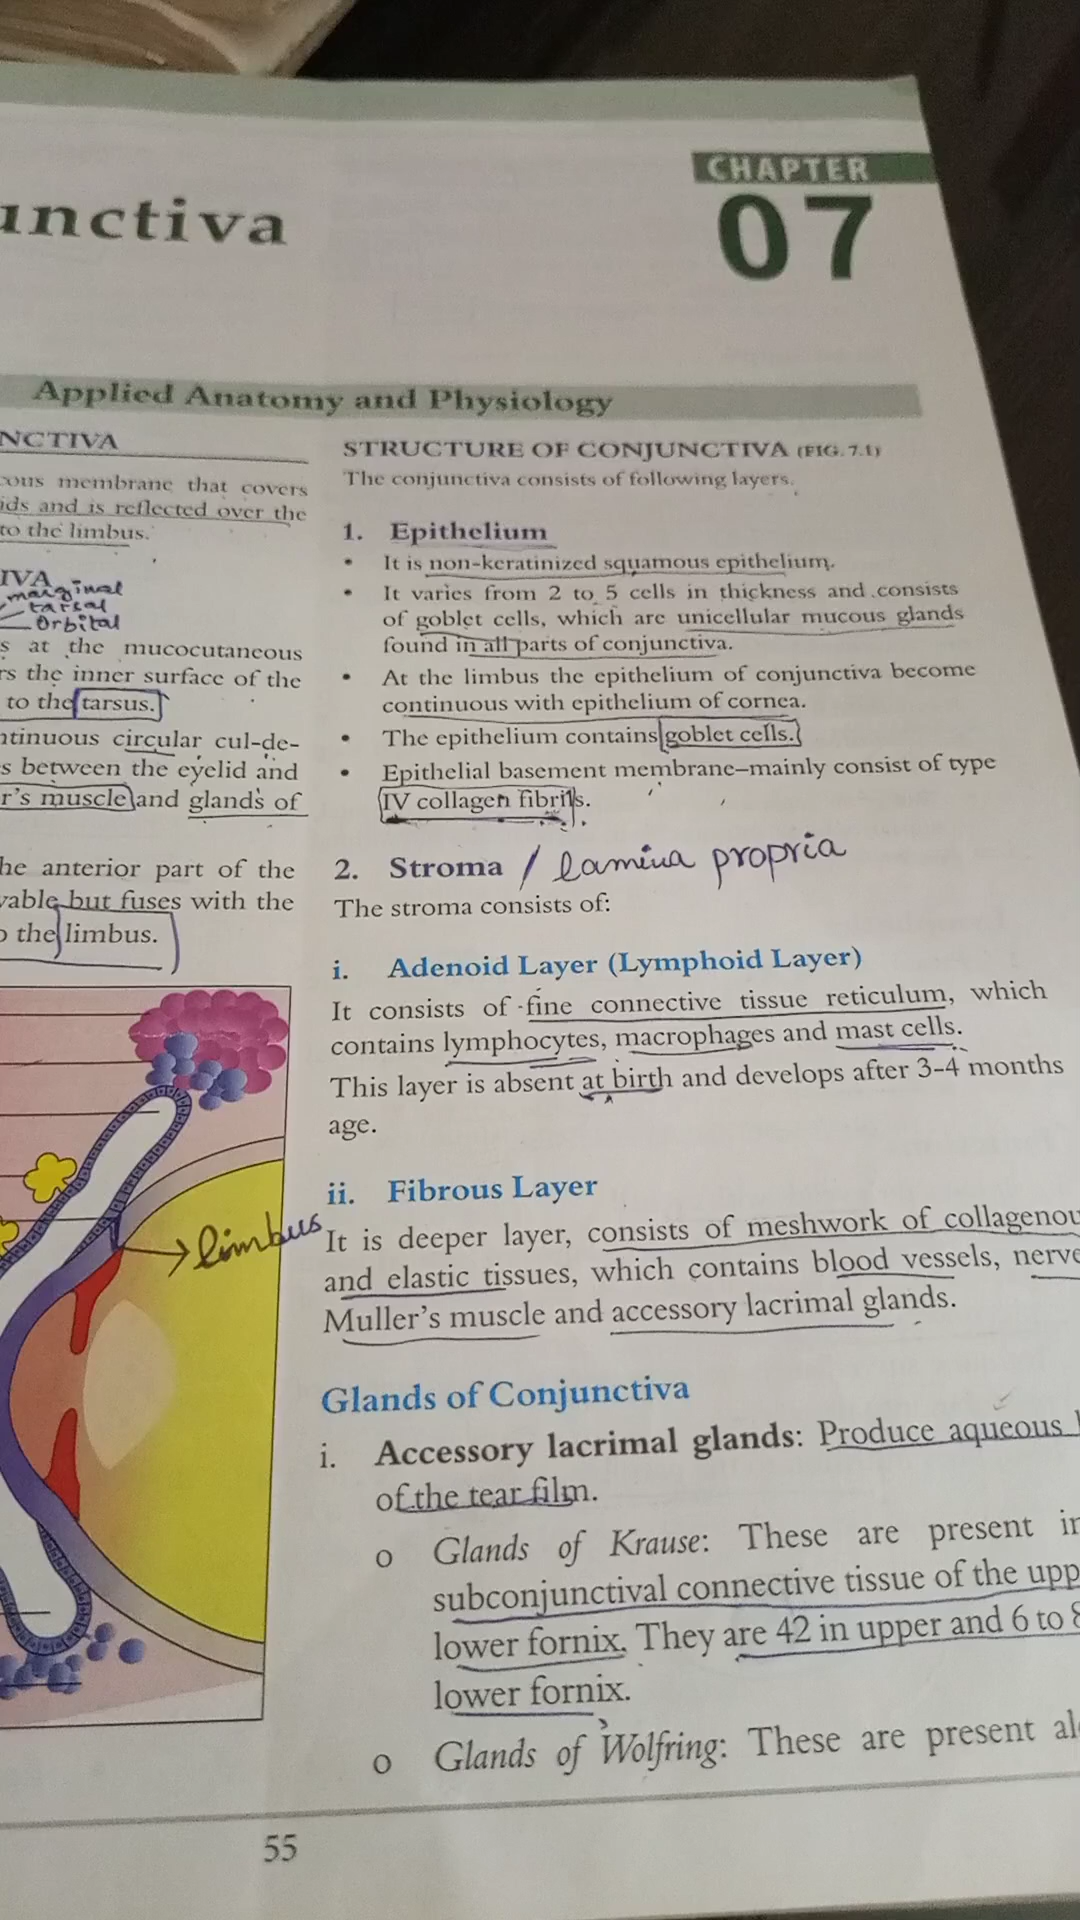 CHAPTER
07
unctiva
Applied Anatomy and Physiology
NCTIVA
cous membrane that covers
ids and is reflected over the
to the limbus.
IVA
marginal
tarsal
Orbital
s at the mucocutaneous
rs the inner surface of the
to the tarsus.
ntinuous circular cul-de-
s between the eyelid and
r's muscle and glands of
he anterior part of the
vable but fuses with the
o the limbus.
limbus
STRUCTURE OF CONJUNCTIVA (FIG. 7.1)
The conjunctiva consists of following layers.
1. Epithelium
• It is non-keratinized squamous epithelium.
• It varies from 2 to 5 cells in thickness and consists
of goblet cells, which are unicellular mucous glands
found in all parts of conjunctiva.
• At the limbus the epithelium of conjunctiva become
continuous with epithelium of cornea.
• The epithelium contains goblet cells.
• Epithelial basement membrane–mainly consist of type
IV collagen fibrils.
2. Stroma / lamina propria
The stroma consists of:
i. Adenoid Layer (Lymphoid Layer)
It consists of fine connective tissue reticulum, which
contains lymphocytes, macrophages and mast cells.
This layer is absent at birth and develops after 3-4 months
age.
ii. Fibrous Layer
It is deeper layer, consists of meshwork of collagenou
and elastic tissues, which contains blood vessels, nerve
Muller's muscle and accessory lacrimal glands.
Glands of Conjunctiva
i. Accessory lacrimal glands: Produce aqueous
of the tear film.
o Glands of Krause: These are present in
subconjunctival connective tissue of the upp
lower fornix. They are 42 in upper and 6 to 8
lower fornix.
o Glands of Wolfring: These are present al
55